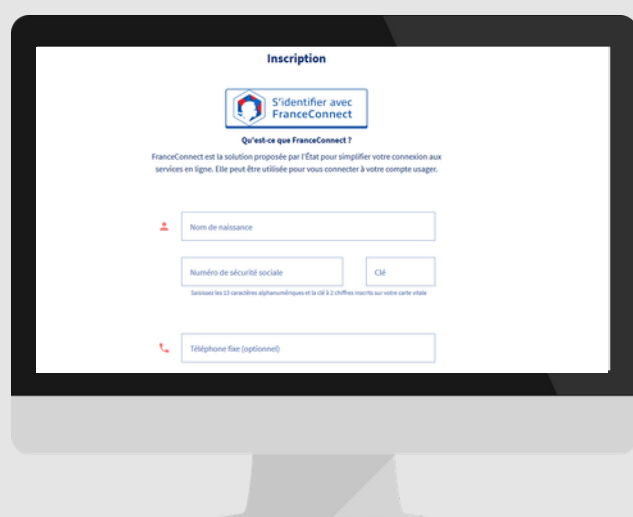 Inscription
S'identifier avec
FranceConnect
Qu'est-ce que FranceConnect ?
FranceConnect est la solution proposée par l'État pour simplifier votre connexion aux
services en ligne. Elle peut être utilisée pour vous connecter à votre compte usager.
Nom de naissance
Numéro de sécurité sociale
Clé
Saisissez les 13 caractères alphanumériques et la clé à 2 chiffres inscrits sur votre carte vitale
Téléphone fixe (optionnel)